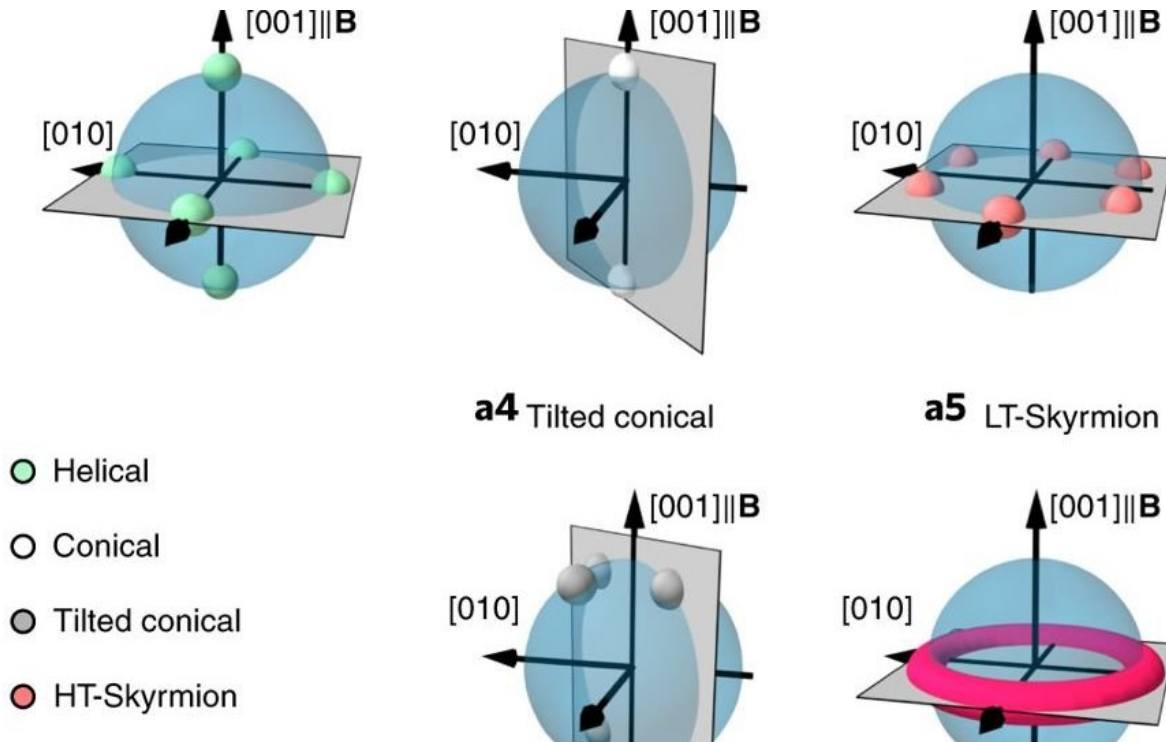 [001]||B
[001]||B
[001]||B
[010]
[010]
[010]
a4 Tilted conical
a5 LT-Skyrmion
Helical
Conical
Tilted conical
HT-Skyrmion
[001]||B
[001]||B
[010]
[010]